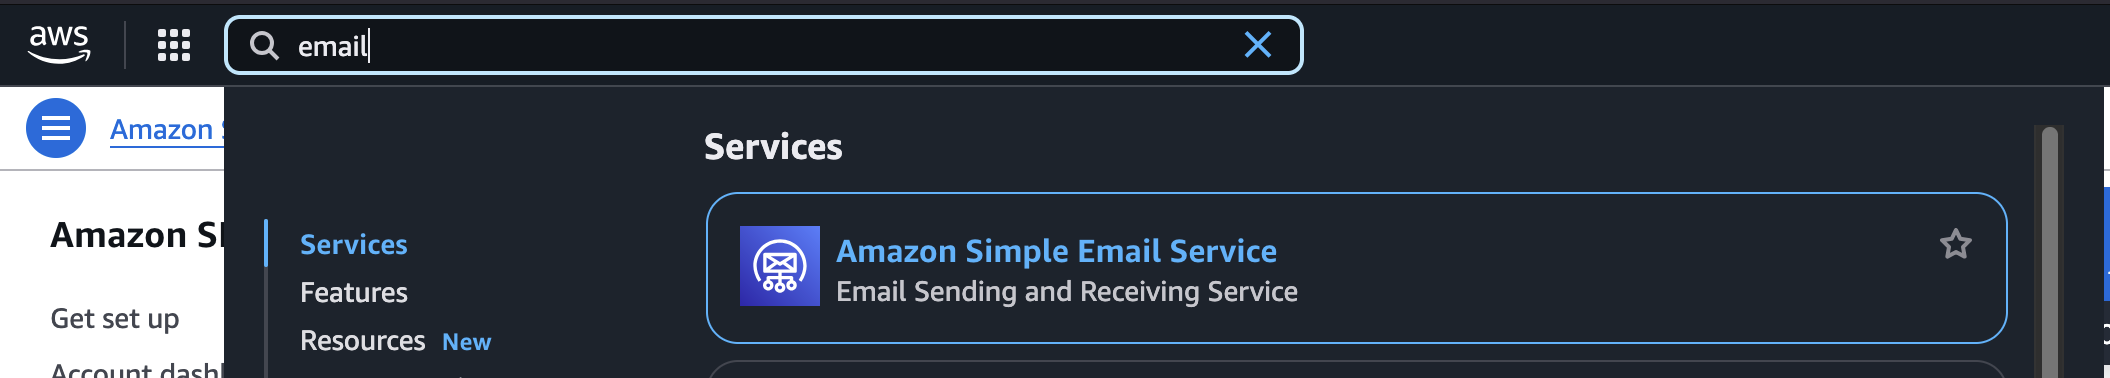 aws
email
Amazon
Services
Amazon Simple Email Service
Email Sending and Receiving Service
Services
Features
Resources New
Amazon
Get set up
Account